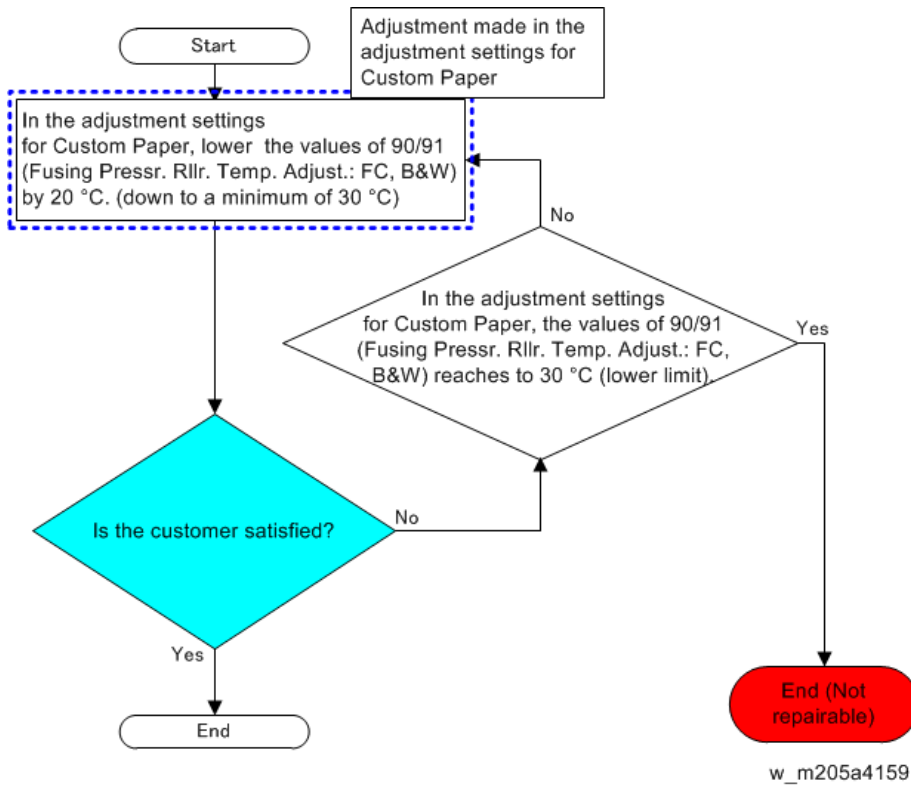 Start
Adjustment made in the
adjustment settings for
Custom Paper
In the adjustment settings
for Custom Paper, lower the values of 90/91
(Fusing Pressr. Rllr. Temp. Adjust.: FC, B&W)
by 20 °C. (down to a minimum of 30 °C)
No
In the adjustment settings
for Custom Paper, the values of 90/91
(Fusing Pressr. Rllr. Temp. Adjust.: FC,
B&W) reaches to 30 °C (lower limit).
Yes
Is the customer satisfied?
No
Yes
End
End (Not
repairable)
w_m205a4159